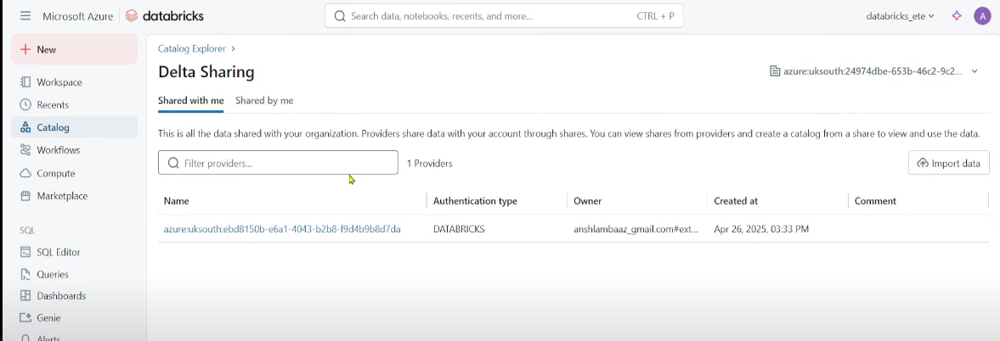 Microsoft Azure databricks Search data, notebooks, recents, and more... CTRL + P databricks_ete A
New
Workspace
Recents
Catalog
Workflows
Compute
Marketplace
SQL
SQL Editor
Queries
Dashboards
Genie
Alerts
Catalog Explorer >
Delta Sharing
azure:uksouth:24974dbe-653b-46c2-9c2...
Shared with me Shared by me
This is all the data shared with your organization. Providers share data with your account through shares. You can view shares from providers and create a catalog from a share to view and use the data.
Filter providers... 1 Providers Import data
Name Authentication type Owner Created at Comment
azure:uksouth:ebd8150b-e6a1-4043-b2b8-f9d4b9b8d7da DATABRICKS anshlambaaz_gmail.com#ext... Apr 26, 2025, 03:33 PM